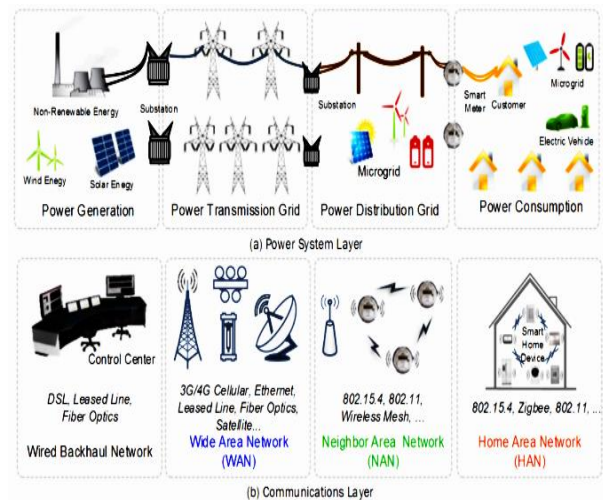 Non-Renewable Energy
Substation
Substation
Smart
Meter
Customer
Microgrid
Wind Enegy
Solar Enegy
Microgrid
Electric Vehicle
Power Generation
Power Transmission Grid
Power Distribution Grid
Power Consumption
(a) Power System Layer
Control Center
DSL, Leased Line,
Fiber Optics
Wired Backhaul Network
3G/4G Cellular, Ethernet,
Leased Line, Fiber Optics,
Satellite...
Wide Area Network
(WAN)
802.15.4, 802.11,
Wireless Mesh, ...
Neighbor Area Network
(NAN)
Smart
Home
Device
802.15.4, Zigbee, 802.11, ...
Home Area Network
(HAN)
(b) Communications Layer